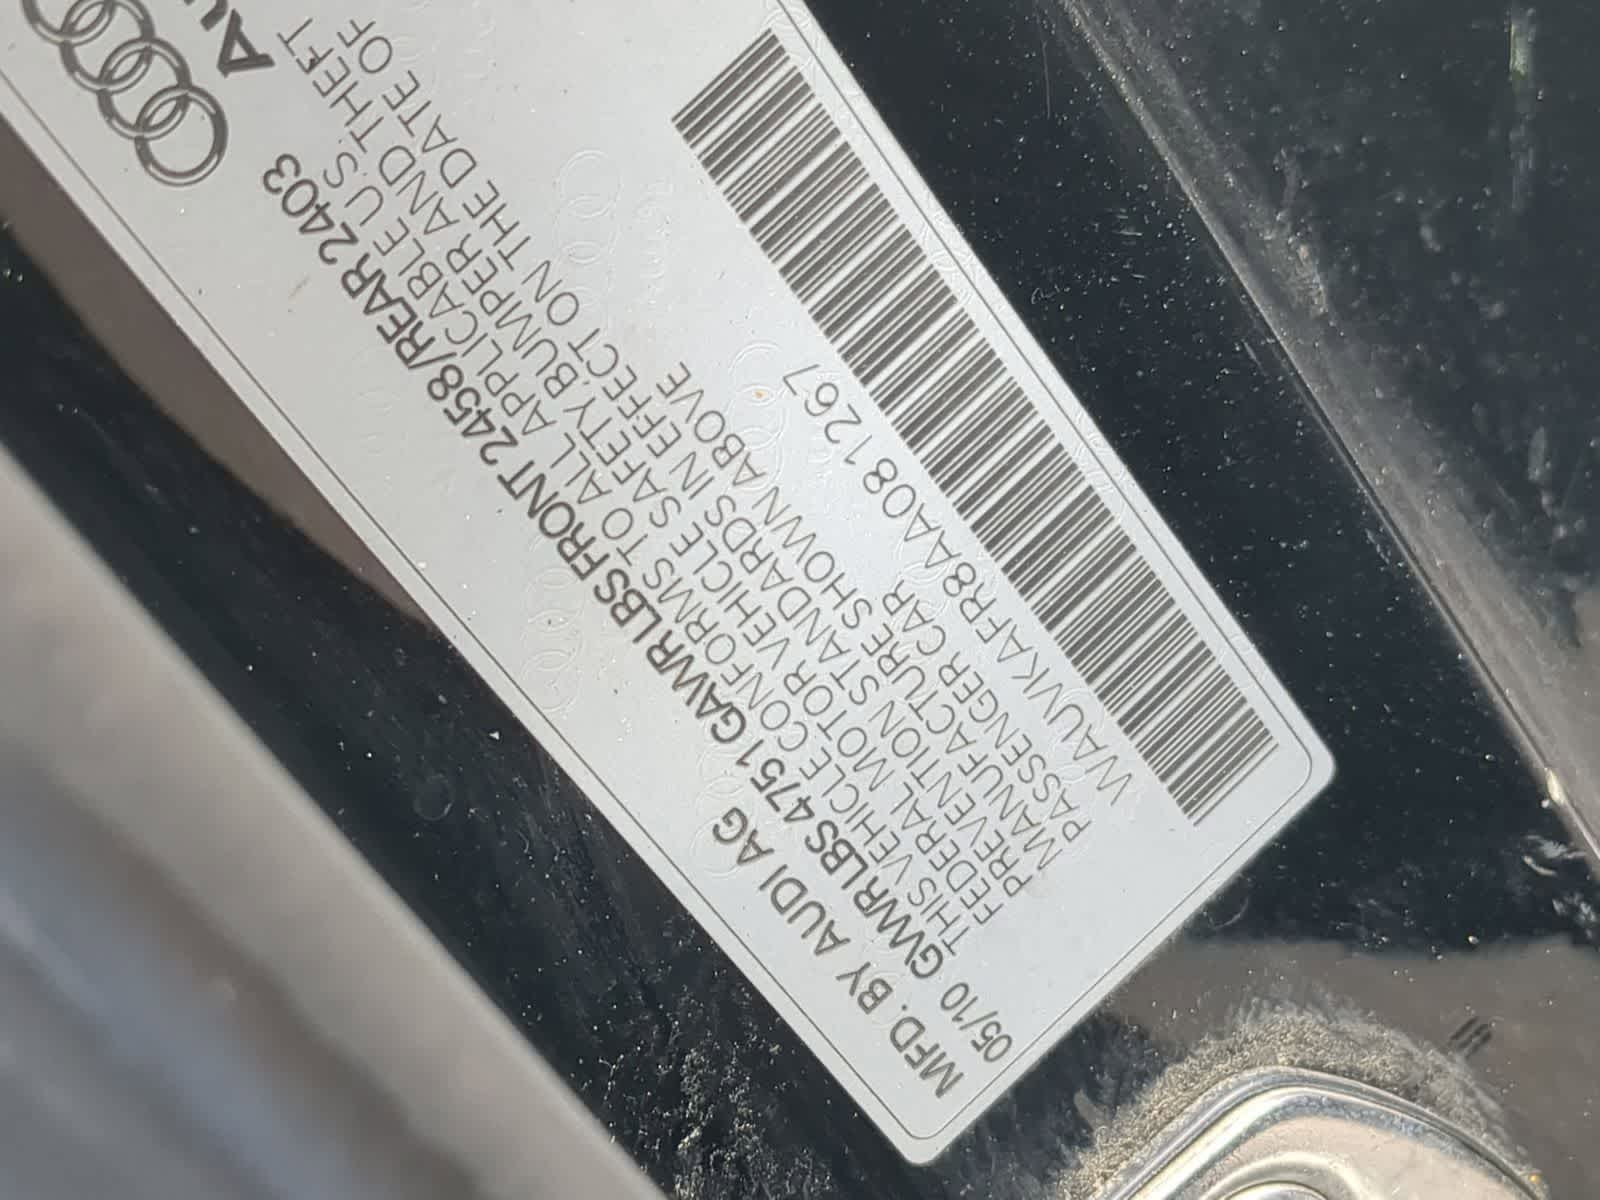 Au
MFD. BY AUDI AG
05/10 GVWR LBS 4751 GAWR LBS FRONT 2458/REAR 2403
THIS VEHICLE CONFORMS TO ALL APPLICABLE U.S.
FEDERAL MOTOR VEHICLE SAFETY, BUMPER AND THEFT
PREVENTION STANDARDS IN EFFECT ON THE DATE OF
MANUFACTURE SHOWN ABOVE
PASSENGER CAR
WAUVKAFR8AA081267